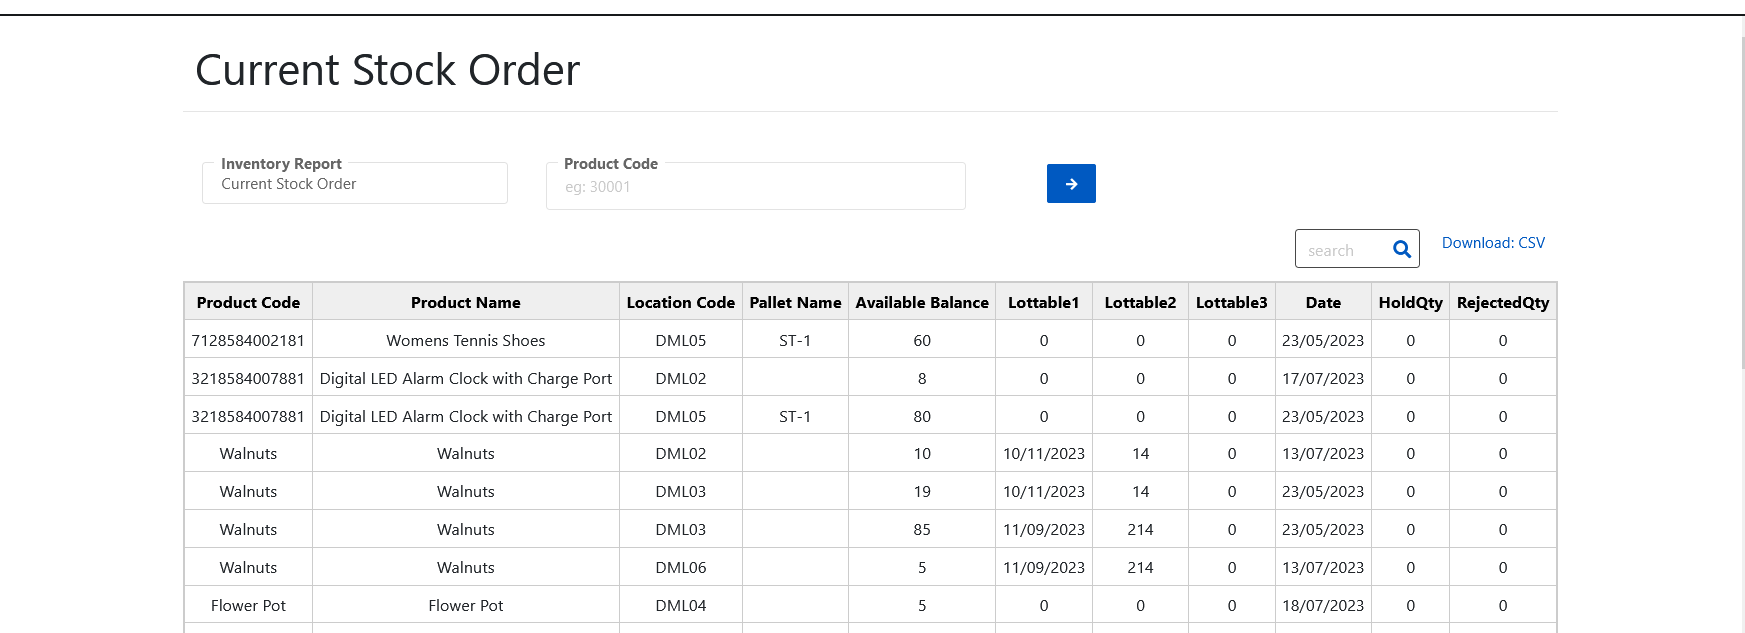 Current Stock Order
Inventory Report
Current Stock Order
Product Code
eg: 30001
search
Download: CSV
Product Code Product Name Location Code Pallet Name Available Balance Lottable1 Lottable2 Lottable3 Date HoldQty RejectedQty
7128584002181 Womens Tennis Shoes DML05 ST-1 60 0 0 0 23/05/2023 0 0
3218584007881 Digital LED Alarm Clock with Charge Port DML02 8 0 0 0 17/07/2023 0 0
3218584007881 Digital LED Alarm Clock with Charge Port DML05 ST-1 80 0 0 0 23/05/2023 0 0
Walnuts Walnuts DML02 10 10/11/2023 14 0 13/07/2023 0 0
Walnuts Walnuts DML03 19 10/11/2023 14 0 23/05/2023 0 0
Walnuts Walnuts DML03 85 11/09/2023 214 0 23/05/2023 0 0
Walnuts Walnuts DML06 5 11/09/2023 214 0 13/07/2023 0 0
Flower Pot Flower Pot DML04 5 0 0 0 18/07/2023 0 0